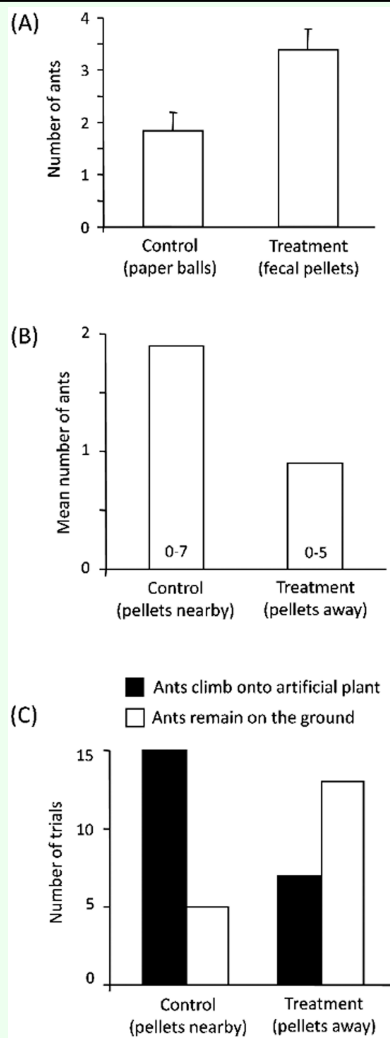 (A)
4
3
2
1
0
Number of ants
Control
(paper balls)
Treatment
(fecal pellets)
(B)
2
1
0
Mean number of ants
0-7
0-5
Control
(pellets nearby)
Treatment
(pellets away)
Ants climb onto artificial plant
Ants remain on the ground
(C)
15
10
5
0
Number of trials
Control
(pellets nearby)
Treatment
(pellets away)